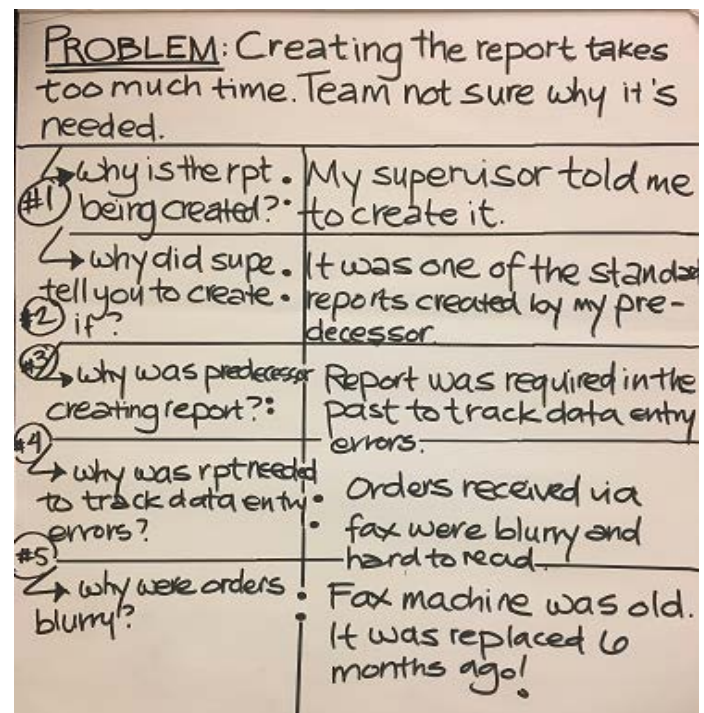 PROBLEM: Creating the report takes
too much time. Team not sure why it's
needed.
#1 why is the rpt.
being created?
My supervisor told me
to create it.
#2 why did supe.
tell you to create
it?
It was one of the standard
reports created by my pre-
decessor.
#3 why was predecessor
creating report?
Report was required in the
past to track data entry
errors.
#4 why was rpt needed
to track data entry
errors?
Orders received via
fax were blurry and
hard to read.
#5 why were orders
blurry?
Fax machine was old.
It was replaced 6
months ago!